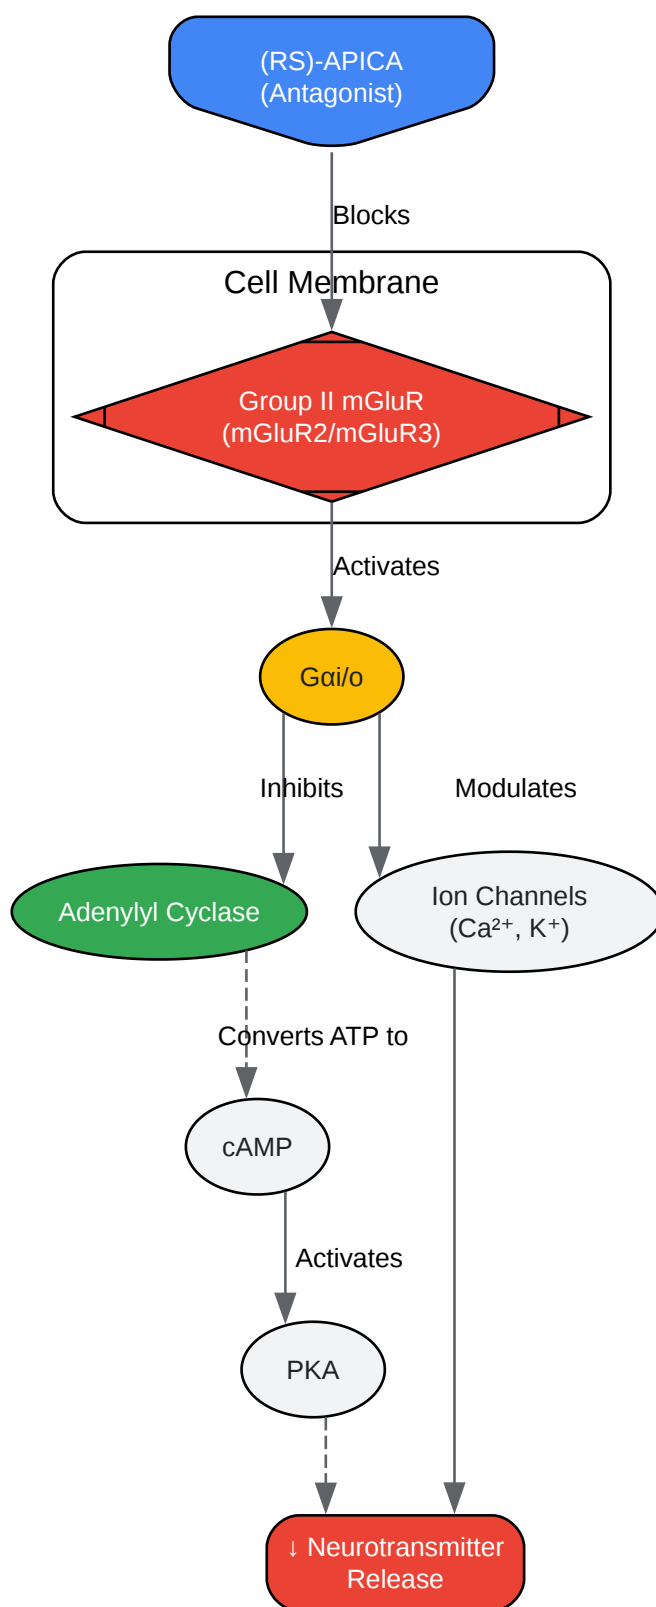 (RS)-APICA
(Antagonist)
Blocks
Cell Membrane
Group II mGluR
(mGluR2/mGluR3)
Activates
Gαi/o
Inhibits
Modulates
Adenylyl Cyclase
Ion Channels
(Ca²⁺, K⁺)
Converts ATP to
cAMP
Activates
PKA
↓ Neurotransmitter
Release